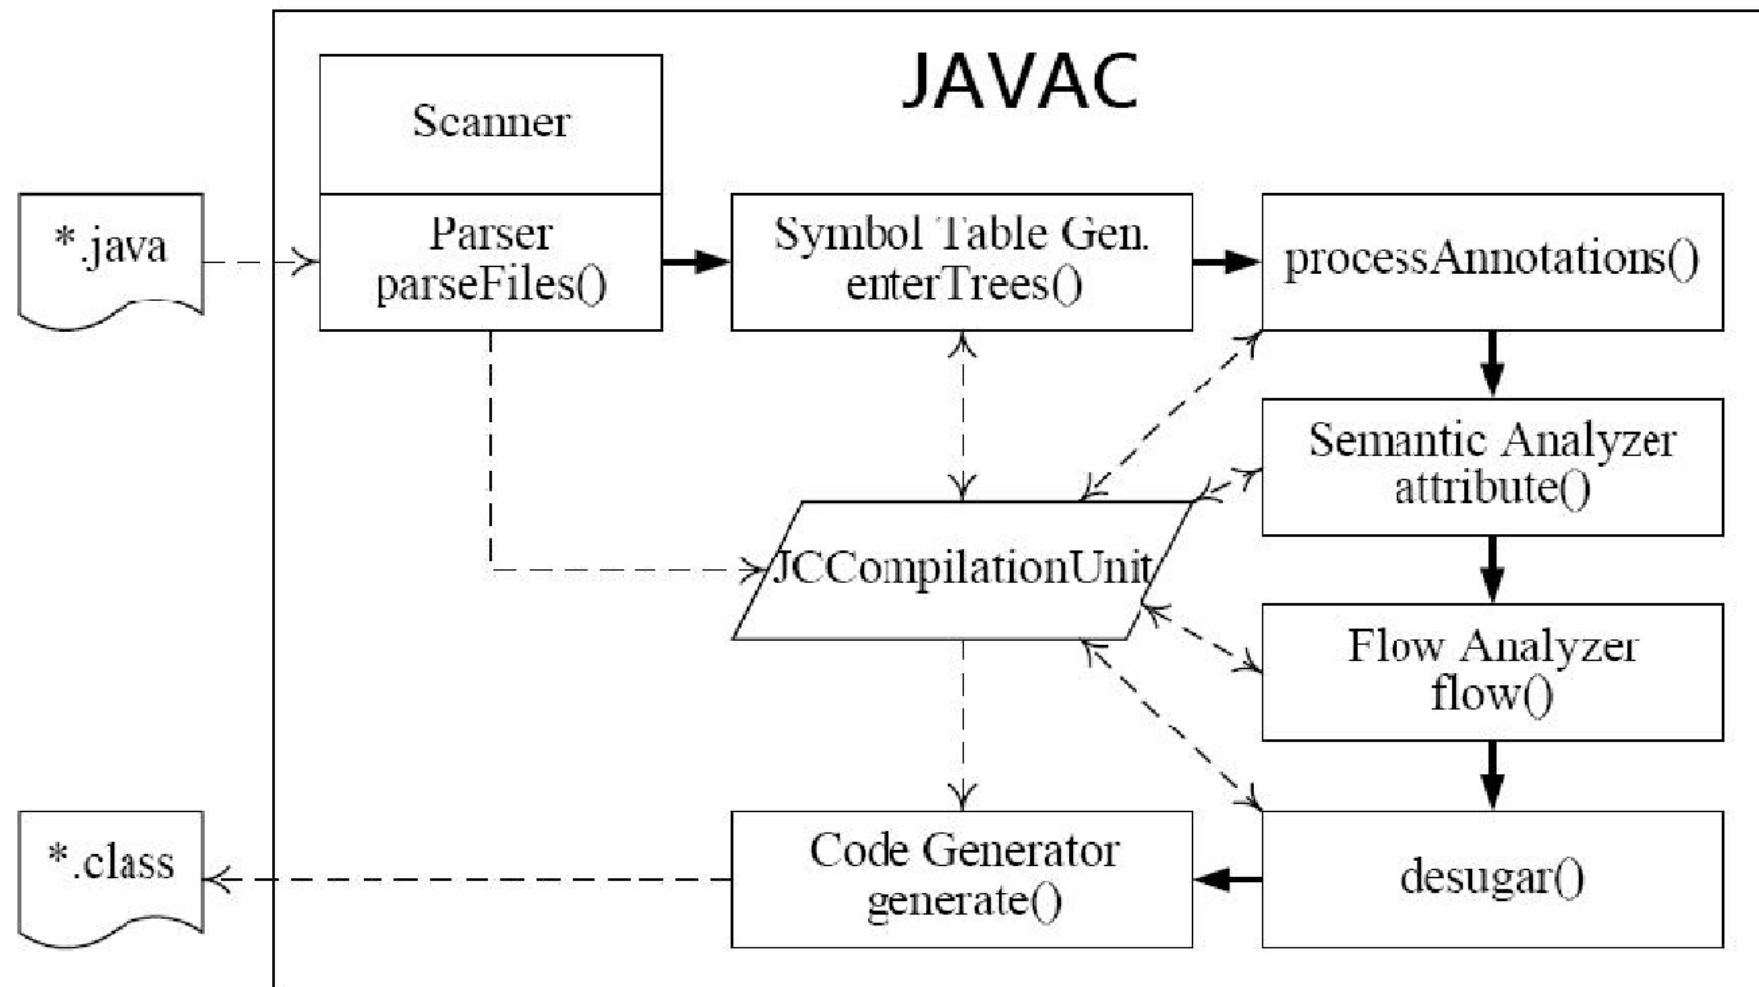 JAVAC
Scanner
*.java
Parser
parseFiles()
Symbol Table Gen.
enterTrees()
processAnnotations()
Semantic Analyzer
attribute()
JCCompilationUnit
Flow Analyzer
flow()
*.class
Code Generator
generate()
desugar()